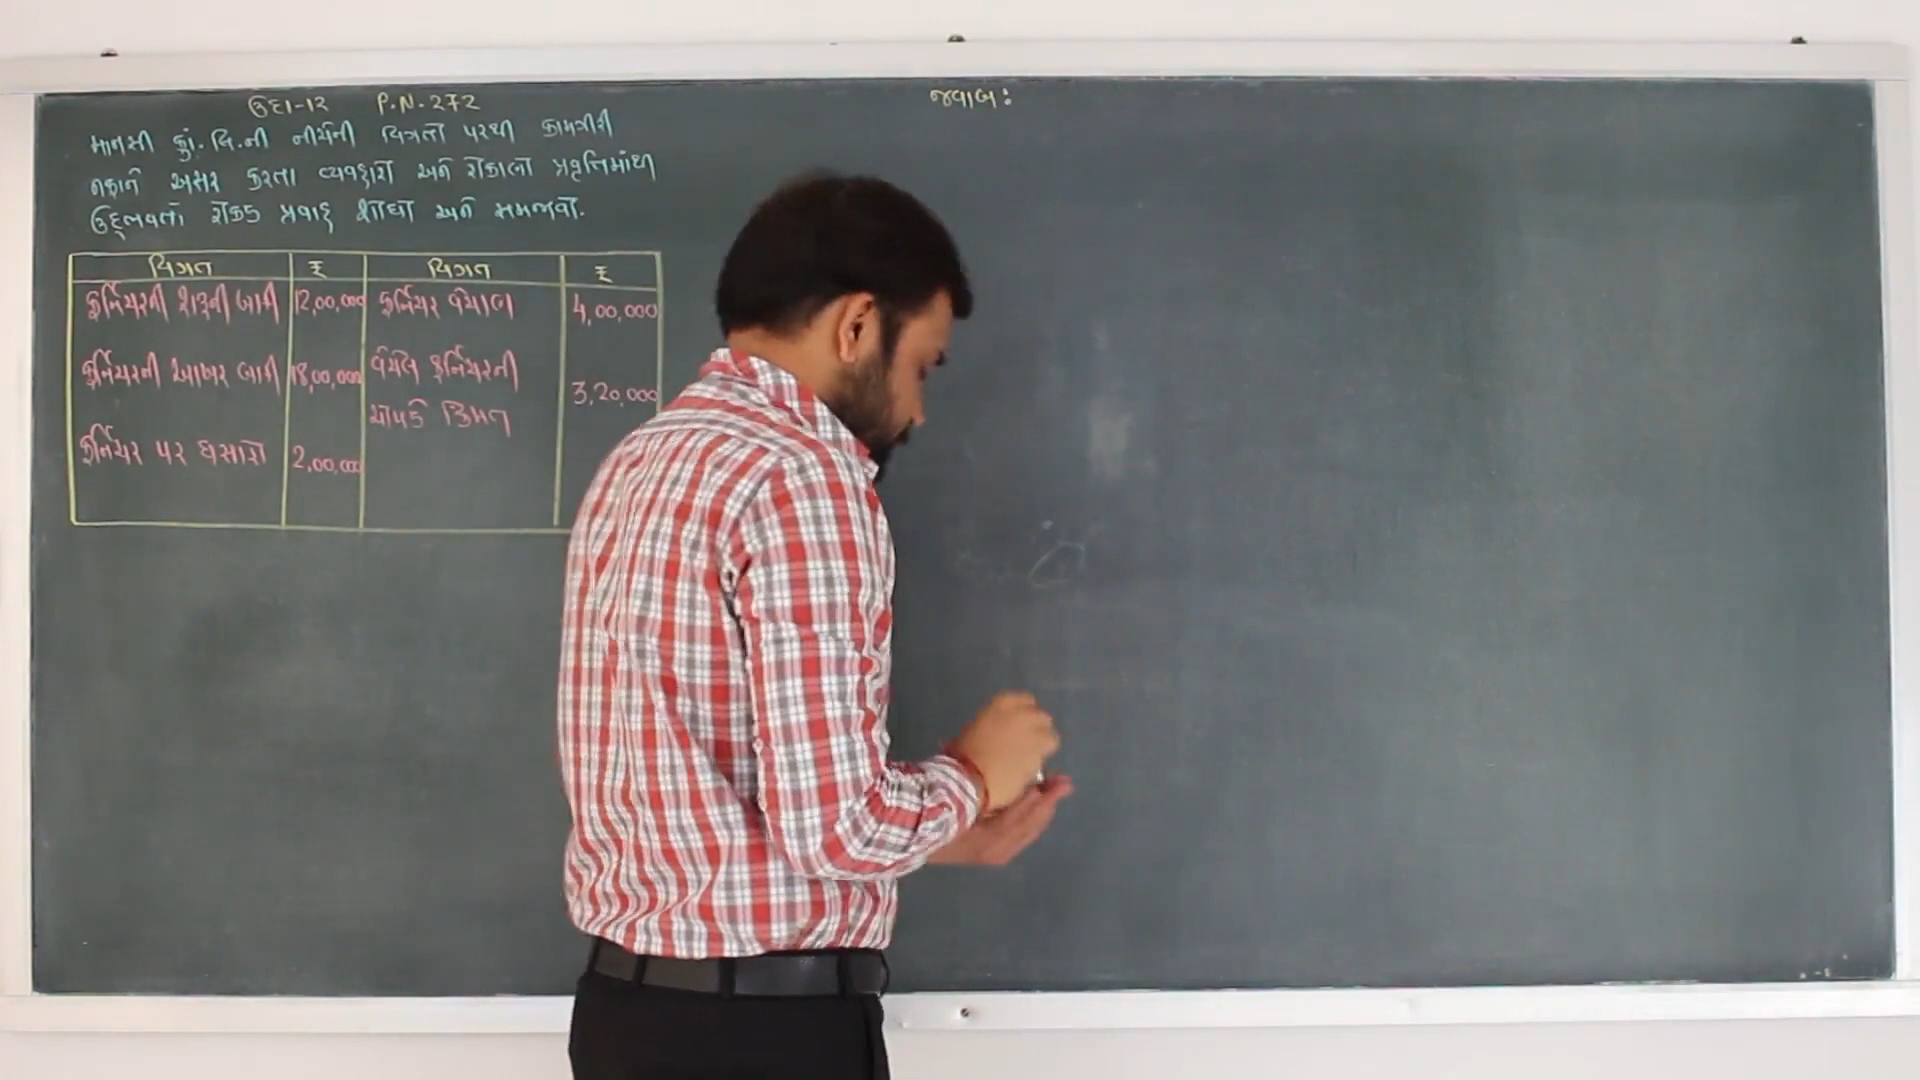 ઉદા-૧૨ P.N.272
માનસી કું. લિ.ની નીચેની વિગતો પરથી કામગીરી
નફાને અસર કરતા વ્યવહારો અને રોકાણો પ્રવૃત્તિમાંથી
ઉદ્દભવતો રોકડ પ્રવાહ શોધો અને સમજાવો.
વિગત ₹ વિગત ₹
ફર્નિચરની શરૂની બાકી 12,00,000 ફર્નિચર વેચાણ 4,00,000
ફર્નિચરની આખર બાકી 18,00,000 વેચેલ ફર્નિચરની
ચોપડે કિંમત 3,20,000
ફર્નિચર પર ઘસારો 2,00,000
જવાબ: